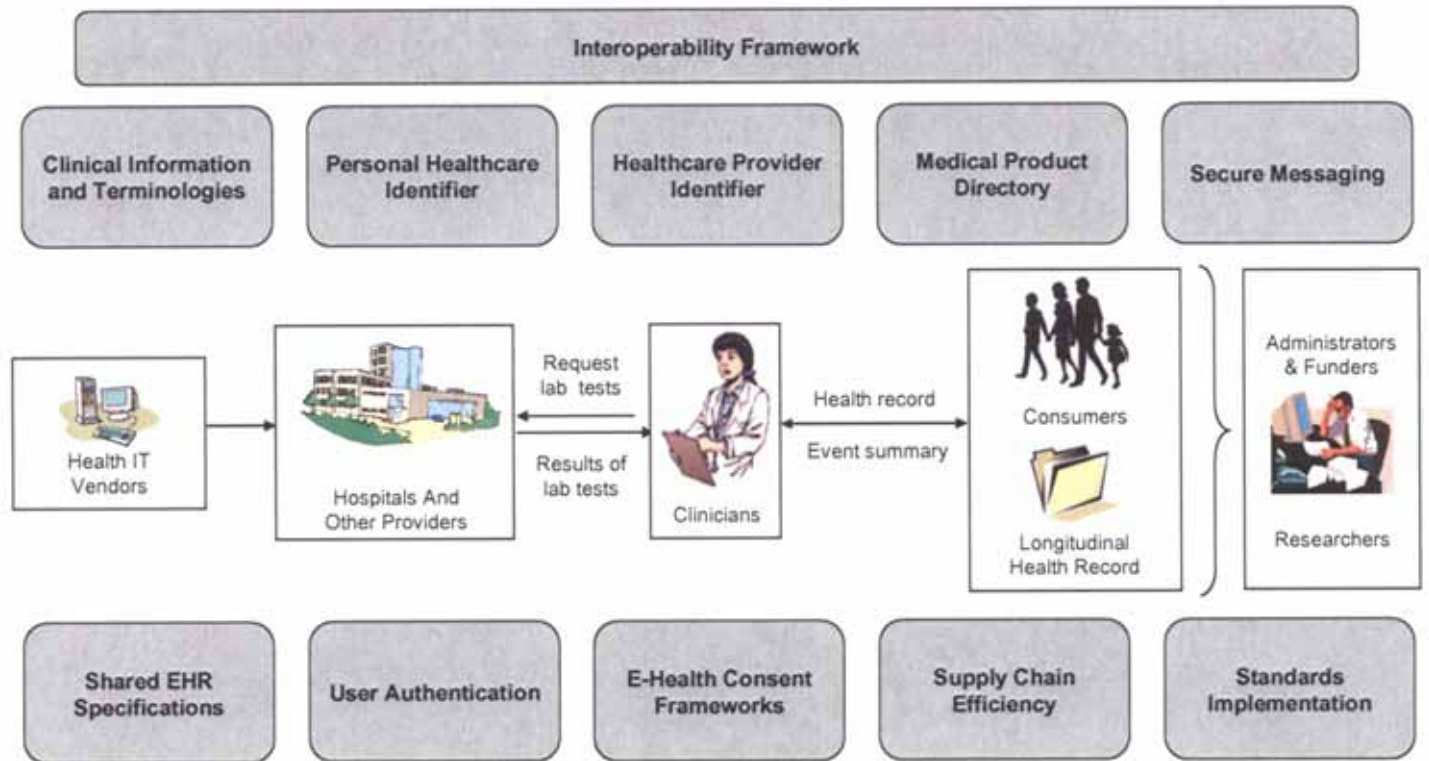 Interoperability Framework
Clinical Information
and Terminologies
Personal Healthcare
Identifier
Healthcare Provider
Identifier
Medical Product
Directory
Secure Messaging
Health IT
Vendors
Hospitals And
Other Providers
Request
lab tests
Results of
lab tests
Clinicians
Health record
Event summary
Consumers
Longitudinal
Health Record
Administrators
& Funders
Researchers
Shared EHR
Specifications
User Authentication
E-Health Consent
Frameworks
Supply Chain
Efficiency
Standards
Implementation